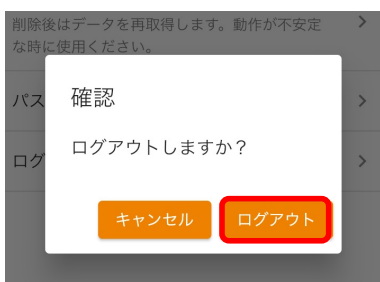 削除後はデータを再取得します。動作が不安定
な時に使用ください。
パス
確認
ログアウトしますか？
ログ
キャンセル
ログアウト